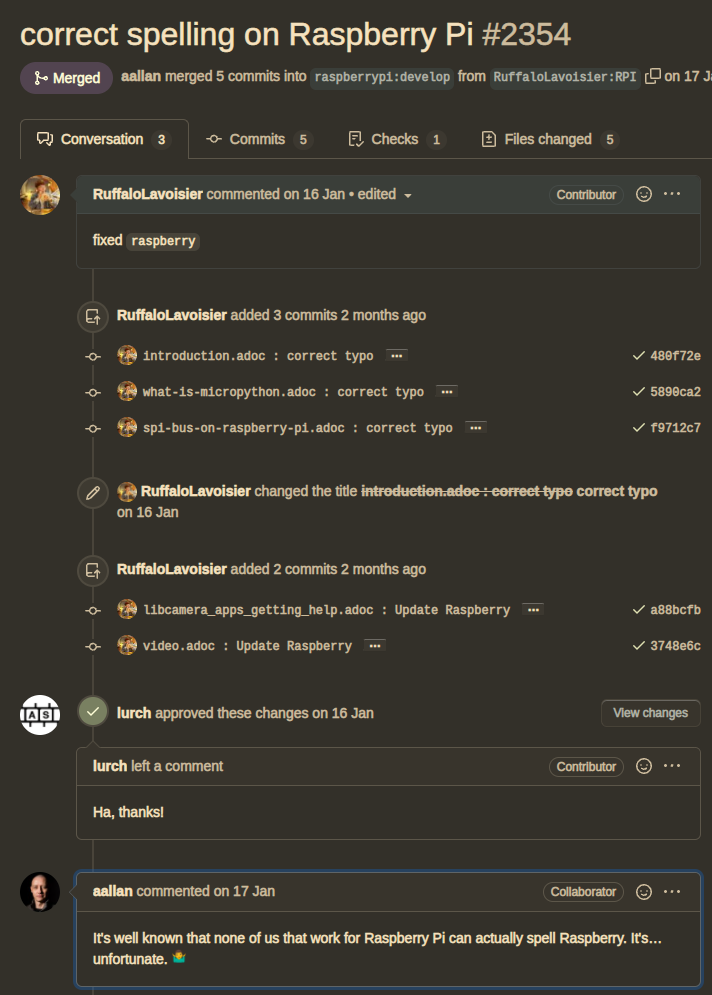 correct spelling on Raspberry Pi #2354
Merged aallan merged 5 commits into raspberrypi:develop from RuffaloLavoisier:RPI on 17 Ja
Conversation 3 Commits 5 Checks 1 Files changed 5
RuffaloLavoisier commented on 16 Jan • edited Contributor ...
fixed raspberry
RuffaloLavoisier added 3 commits 2 months ago
introduction.adoc : correct typo ... 480f72e
what-is-micropython.adoc : correct typo ... 5890ca2
spi-bus-on-raspberry-pi.adoc : correct typo ... f9712c7
RuffaloLavoisier changed the title introduction.adoc : correct typo correct typo
on 16 Jan
RuffaloLavoisier added 2 commits 2 months ago
libcamera_apps_getting_help.adoc : Update Raspberry ... a88bcfb
video.adoc : Update Raspberry ... 3748e6c
AS
lurch approved these changes on 16 Jan View changes
lurch left a comment Contributor ...
Ha, thanks!
aallan commented on 17 Jan Collaborator ...
It's well known that none of us that work for Raspberry Pi can actually spell Raspberry. It's...
unfortunate. 🤷‍♂️